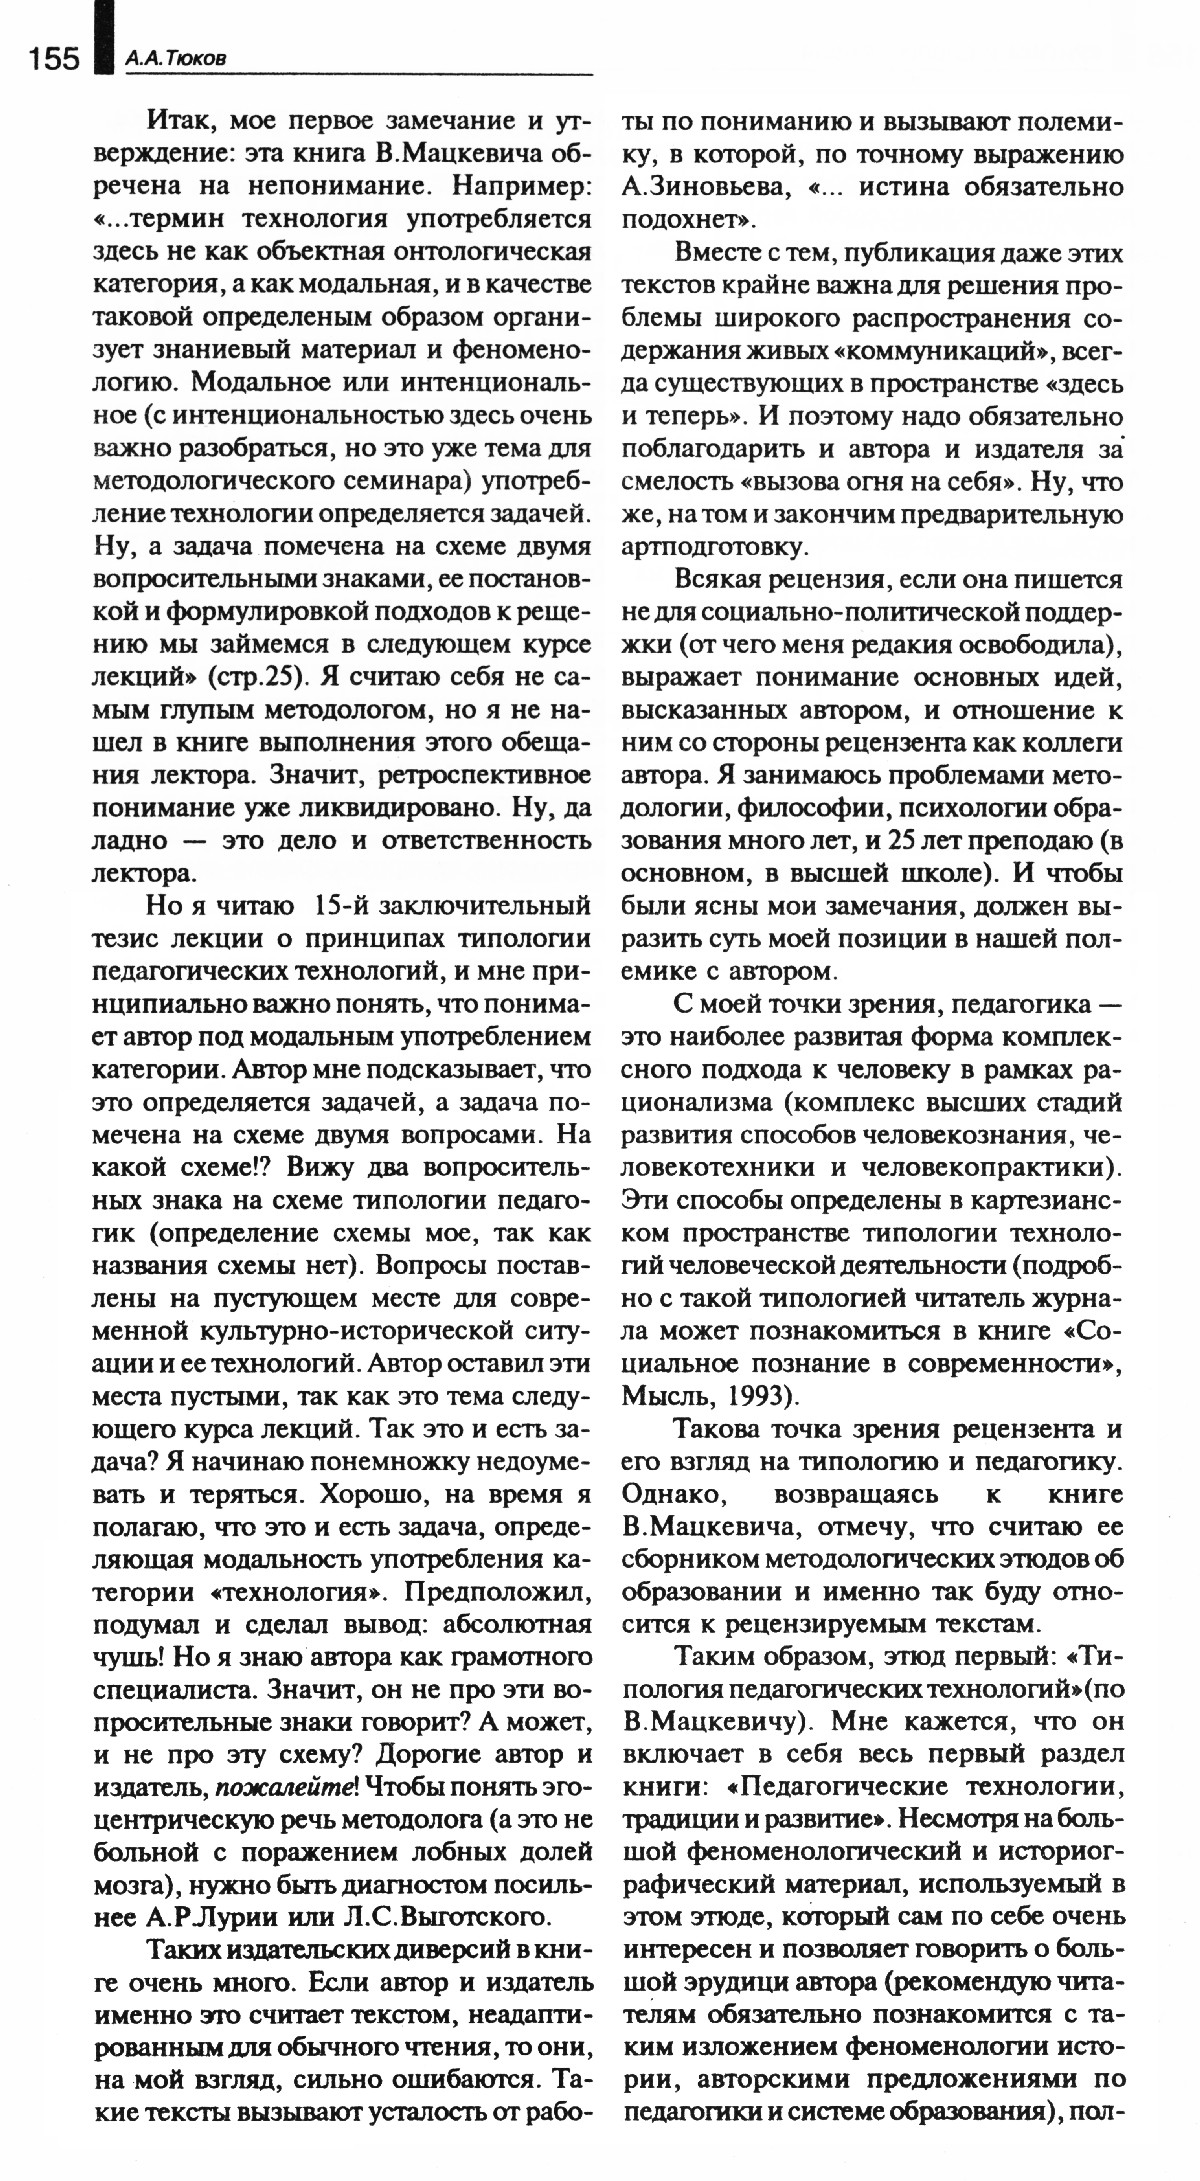 155
А.А.Тюков
Итак, мое первое замечание и ут-
верждение: эта книга В.Мацкевича об-
речена на непонимание. Например:
«...термин технология употребляется
здесь не как объектная онтологическая
категория, а как модальная, и в качестве
таковой определеным образом органи-
зует знаниевый материал и феномено-
логию. Модальное или интенциональ-
ное (с интенциональностью здесь очень
важно разобраться, но это уже тема для
методологического семинара) употреб-
ление технологии определяется задачей.
Ну, а задача помечена на схеме двумя
вопросительными знаками, ее постанов-
кой и формулировкой подходов к реше-
нию мы займемся в следующем курсе
лекций» (стр.25). Я считаю себя не са-
мым глупым методологом, но я не на-
шел в книге выполнения этого обеща-
ния лектора. Значит, ретроспективное
понимание уже ликвидировано. Ну, да
ладно — это дело и ответственность
лектора.
Но я читаю 15-й заключительный
тезис лекции о принципах типологии
педагогических технологий, и мне при-
нципиально важно понять, что понима-
ет автор под модальным употреблением
категории. Автор мне подсказывает, что
это определяется задачей, а задача по-
мечена на схеме двумя вопросами. На
какой схеме!? Вижу два вопроситель-
ных знака на схеме типологии педаго-
гик (определение схемы мое, так как
названия схемы нет). Вопросы постав-
лены на пустующем месте для совре-
менной культурно-исторической ситу-
ации и ее технологий. Автор оставил эти
места пустыми, так как это тема следу-
ющего курса лекций. Так это и есть за-
дача? Я начинаю понемножку недоуме-
вать и теряться. Хорошо, на время я
полагаю, что это и есть задача, опреде-
ляющая модальность употребления ка-
тегории «технология». Предположил,
подумал и сделал вывод: абсолютная
чушь! Но я знаю автора как грамотного
специалиста. Значит, он не про эти во-
просительные знаки говорит? А может,
и не про эту схему? Дорогие автор и
издатель, пожалейте! Чтобы понять эго-
центрическую речь методолога (а это не
больной с поражением лобных долей
мозга), нужно быть диагностом посиль-
нее А.Р.Лурии или Л.С.Выготского.
Таких издательских диверсий в кни-
ге очень много. Если автор и издатель
именно это считает текстом, неадапти-
рованным для обычного чтения, то они,
на мой взгляд, сильно ошибаются. Та-
кие тексты вызывают усталость от рабо-
ты по пониманию и вызывают полеми-
ку, в которой, по точному выражению
А.Зиновьева, «... истина обязательно
подохнет».
Вместе с тем, публикация даже этих
текстов крайне важна для решения про-
блемы широкого распространения со-
держания живых «коммуникаций», всег-
да существующих в пространстве «здесь
и теперь». И поэтому надо обязательно
поблагодарить и автора и издателя за
смелость «вызова огня на себя». Ну, что
же, на том и закончим предварительную
артподготовку.
Всякая рецензия, если она пишется
не для социально-политической поддер-
жки (от чего меня редакия освободила),
выражает понимание основных идей,
высказанных автором, и отношение к
ним со стороны рецензента как коллеги
автора. Я занимаюсь проблемами мето-
дологии, философии, психологии обра-
зования много лет, и 25 лет преподаю (в
основном, в высшей школе). И чтобы
были ясны мои замечания, должен вы-
разить суть моей позиции в нашей пол-
емике с автором.
С моей точки зрения, педагогика —
это наиболее развитая форма комплек-
сного подхода к человеку в рамках ра-
ционализма (комплекс высших стадий
развития способов человекознания, че-
ловекотехники и человекопрактики).
Эти способы определены в картезианс-
ком пространстве типологии техноло-
гий человеческой деятельности (подроб-
но с такой типологией читатель журна-
ла может познакомиться в книге «Со-
циальное познание в современности»,
Мысль, 1993).
Такова точка зрения рецензента и
его взгляд на типологию и педагогику.
Однако, возвращаясь к книге
В.Мацкевича, отмечу, что считаю ее
сборником методологических этюдов об
образовании и именно так буду отно-
сится к рецензируемым текстам.
Таким образом, этюд первый: «Ти-
пология педагогических технологий»(по
В.Мацкевичу). Мне кажется, что он
включает в себя весь первый раздел
книги: «Педагогические технологии,
традиции и развитие». Несмотря на боль-
шой феноменологический и историог-
рафический материал, используемый в
этом этюде, который сам по себе очень
интересен и позволяет говорить о боль-
шой эрудици автора (рекомендую чита-
телям обязательно познакомится с та-
ким изложением феноменологии исто-
рии, авторскими предложениями по
педагогики и системе образования), пол-